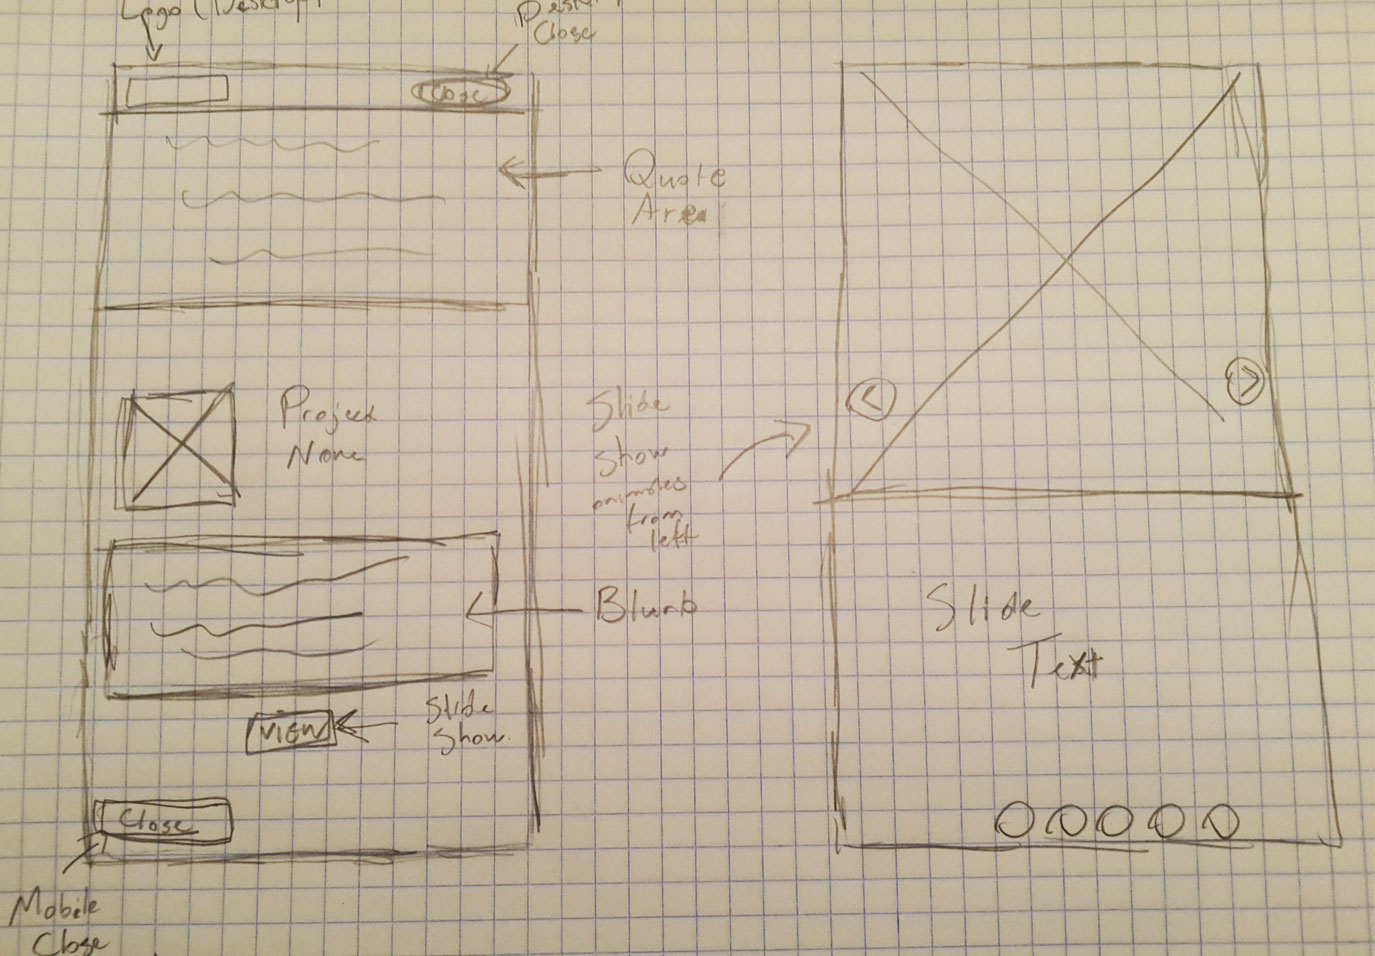 Logo (Desktop)
Close
Close
Quote
Area
Project
Name
Slide
Show
animates
from
left
Blurb
VIEW
Slide
Show.
Close
Mobile
Close
<
>
Slide
Text